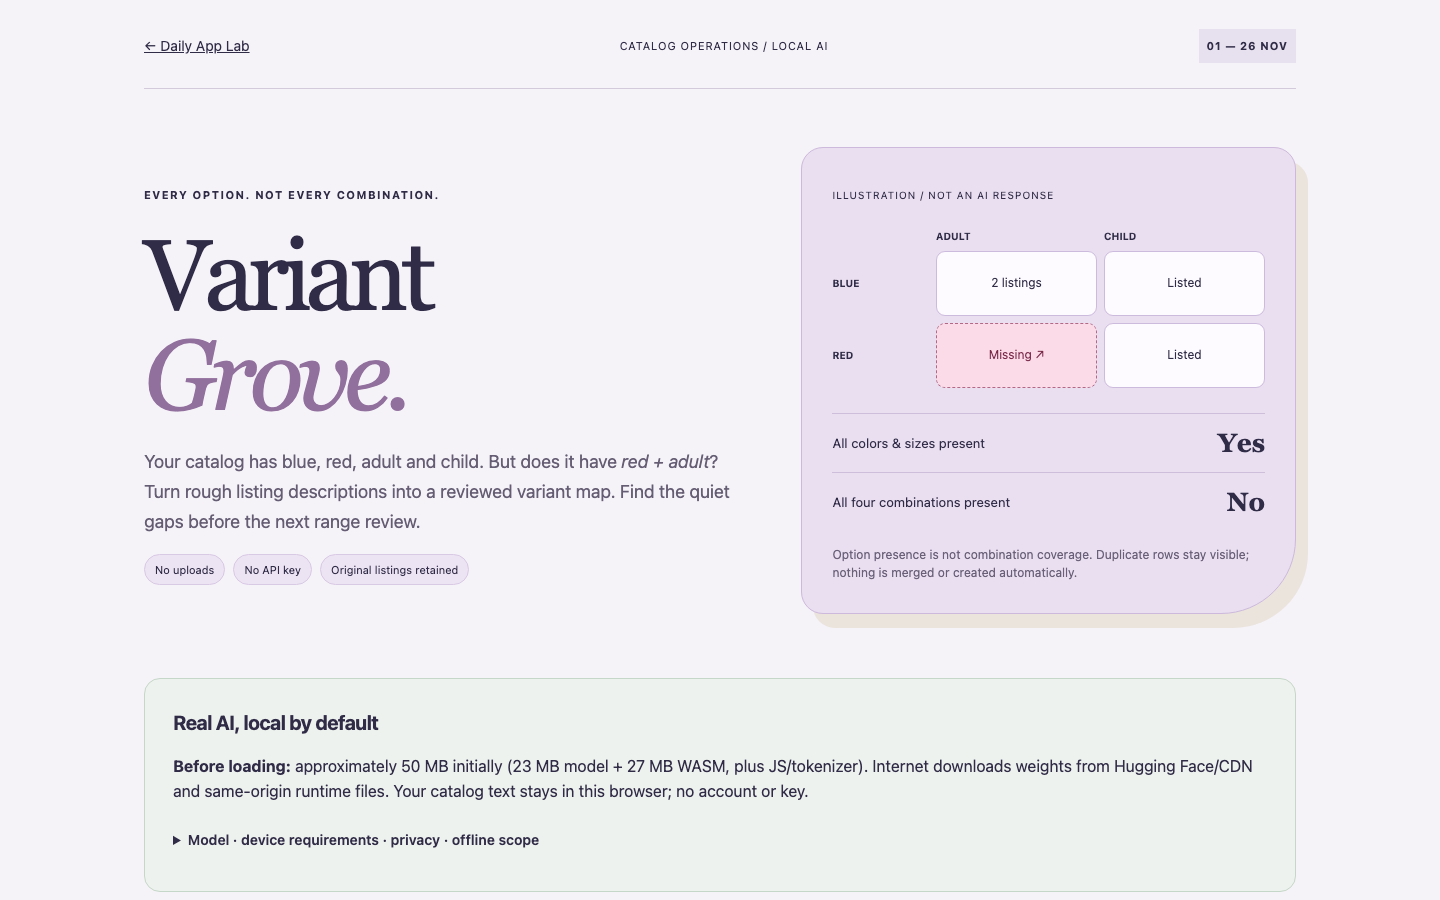 ← Daily App Lab
CATALOG OPERATIONS / LOCAL AI
01 — 26 NOV
EVERY OPTION. NOT EVERY COMBINATION.
Variant
Grove.
Your catalog has blue, red, adult and child. But does it have red + adult?
Turn rough listing descriptions into a reviewed variant map. Find the quiet
gaps before the next range review.
No uploads
No API key
Original listings retained
ILLUSTRATION / NOT AN AI RESPONSE
ADULT CHILD
BLUE 2 listings Listed
RED Missing ↗ Listed
All colors & sizes present Yes
All four combinations present No
Option presence is not combination coverage. Duplicate rows stay visible;
nothing is merged or created automatically.
Real AI, local by default
Before loading: approximately 50 MB initially (23 MB model + 27 MB WASM, plus JS/tokenizer). Internet downloads weights from Hugging Face/CDN
and same-origin runtime files. Your catalog text stays in this browser; no account or key.
▶ Model · device requirements · privacy · offline scope